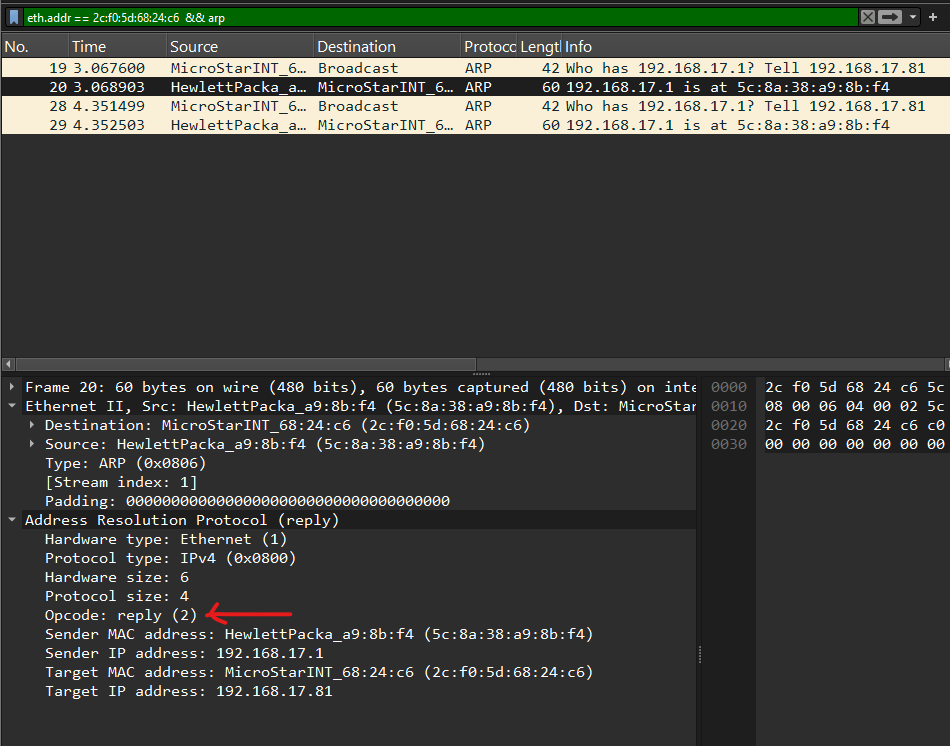 eth.addr == 2c:f0:5d:68:24:c6 && arp
No. Time Source Destination Protocc Lengtl Info
19 3.067600 MicroStarINT_6… Broadcast ARP 42 Who has 192.168.17.1? Tell 192.168.17.81
20 3.068903 HewlettPacka_a… MicroStarINT_6… ARP 60 192.168.17.1 is at 5c:8a:38:a9:8b:f4
28 4.351499 MicroStarINT_6… Broadcast ARP 42 Who has 192.168.17.1? Tell 192.168.17.81
29 4.352503 HewlettPacka_a… MicroStarINT_6… ARP 60 192.168.17.1 is at 5c:8a:38:a9:8b:f4
Frame 20: 60 bytes on wire (480 bits), 60 bytes captured (480 bits) on inte
Ethernet II, Src: HewlettPacka_a9:8b:f4 (5c:8a:38:a9:8b:f4), Dst: MicroStar
Destination: MicroStarINT_68:24:c6 (2c:f0:5d:68:24:c6)
Source: HewlettPacka_a9:8b:f4 (5c:8a:38:a9:8b:f4)
Type: ARP (0x0806)
[Stream index: 1]
Padding: 000000000000000000000000000000000000
Address Resolution Protocol (reply)
Hardware type: Ethernet (1)
Protocol type: IPv4 (0x0800)
Hardware size: 6
Protocol size: 4
Opcode: reply (2)
Sender MAC address: HewlettPacka_a9:8b:f4 (5c:8a:38:a9:8b:f4)
Sender IP address: 192.168.17.1
Target MAC address: MicroStarINT_68:24:c6 (2c:f0:5d:68:24:c6)
Target IP address: 192.168.17.81
0000 2c f0 5d 68 24 c6 5c
0010 08 00 06 04 00 02 5c
0020 2c f0 5d 68 24 c6 c0
0030 00 00 00 00 00 00 00